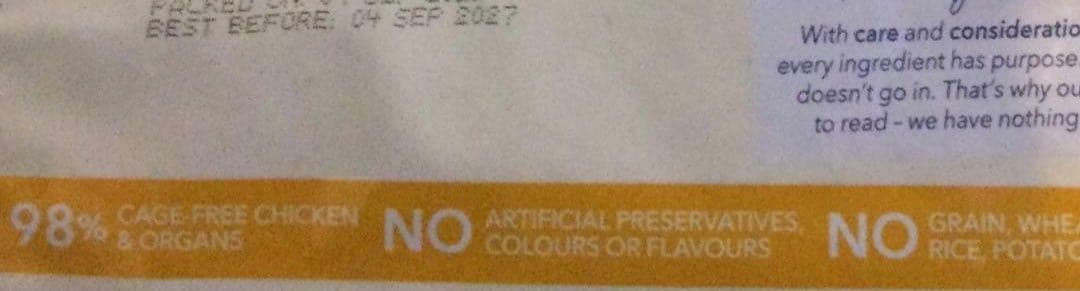 PACKED ON
BEST BEFORE: 04 SEP 2027
With care and consideratio
every ingredient has purpose
doesn't go in. That's why ou
to read – we have nothing
98% CAGE-FREE CHICKEN
& ORGANS
NO ARTIFICIAL PRESERVATIVES,
COLOURS OR FLAVOURS
NO GRAIN, WHEA
RICE, POTATO